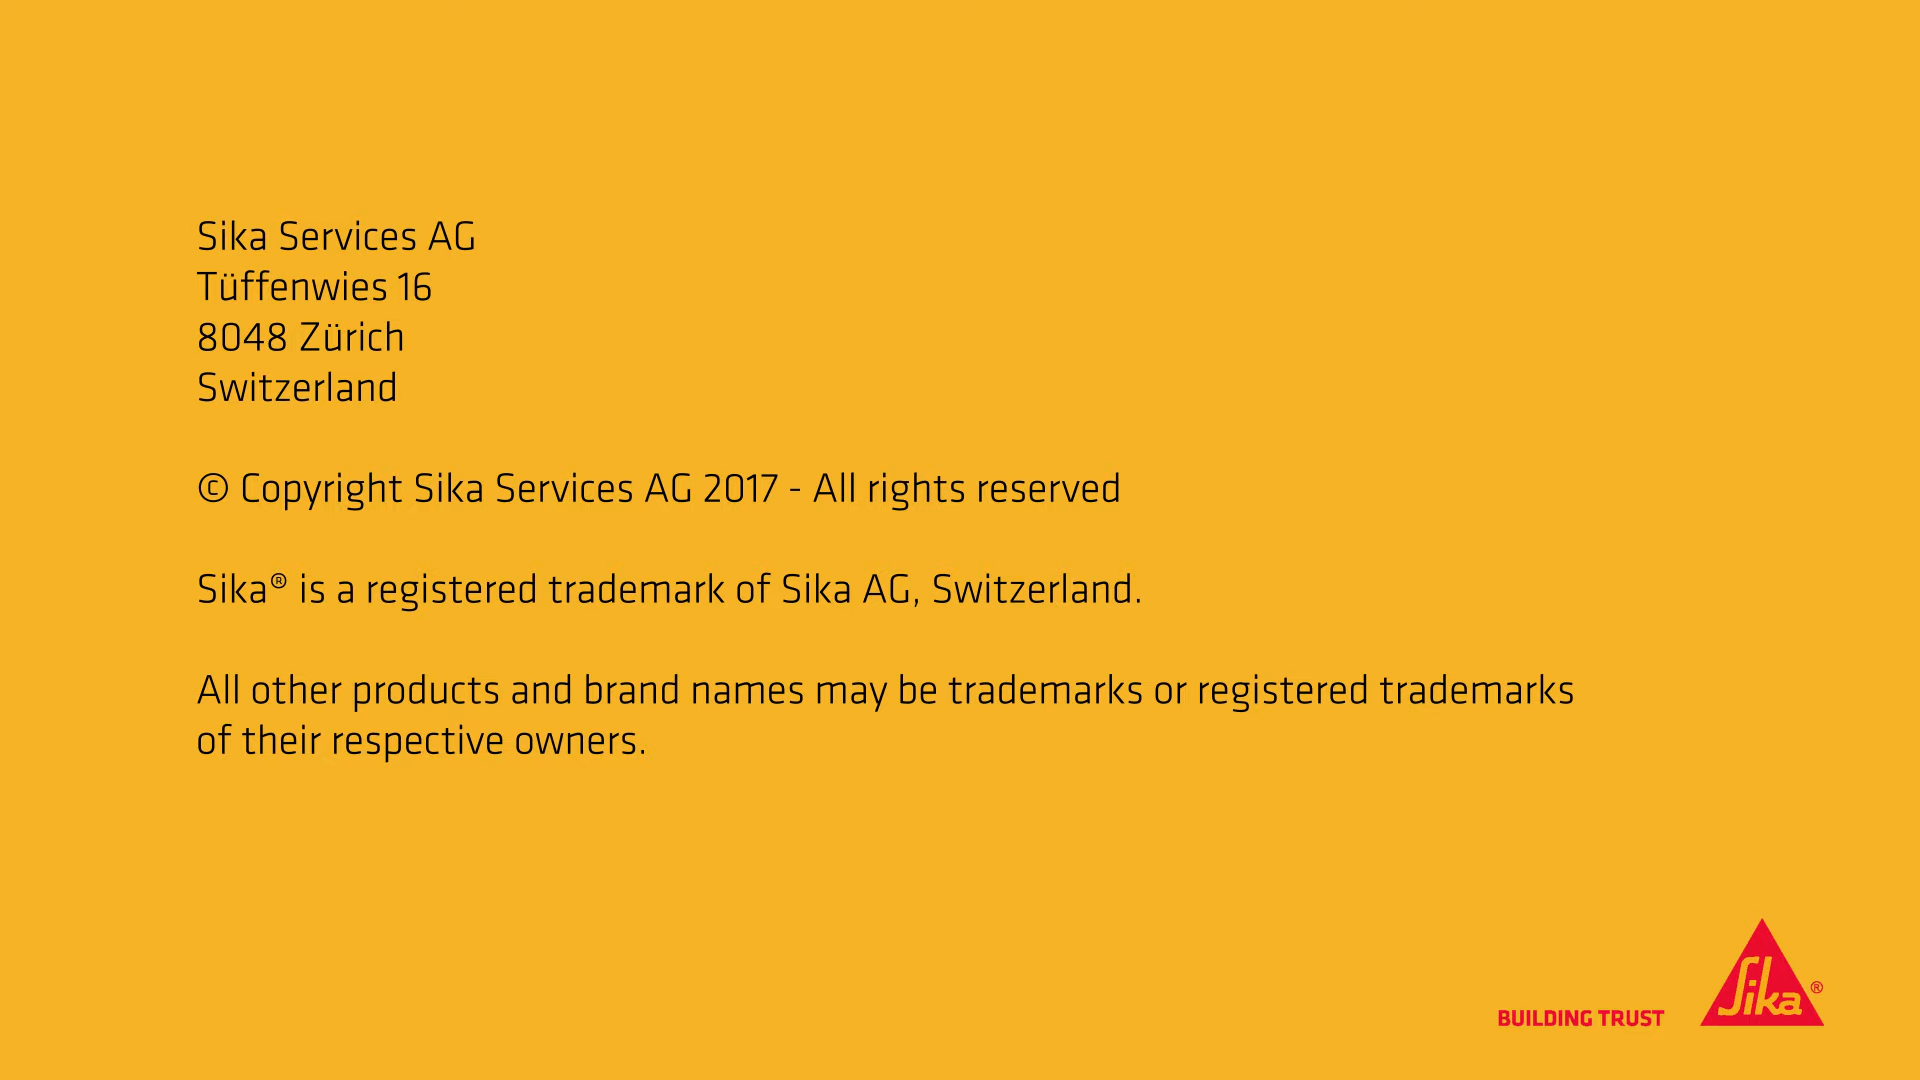 Sika Services AG
Tüffenwies 16
8048 Zürich
Switzerland
© Copyright Sika Services AG 2017 - All rights reserved
Sika® is a registered trademark of Sika AG, Switzerland.
All other products and brand names may be trademarks or registered trademarks
of their respective owners.
BUILDING TRUST
Sika®